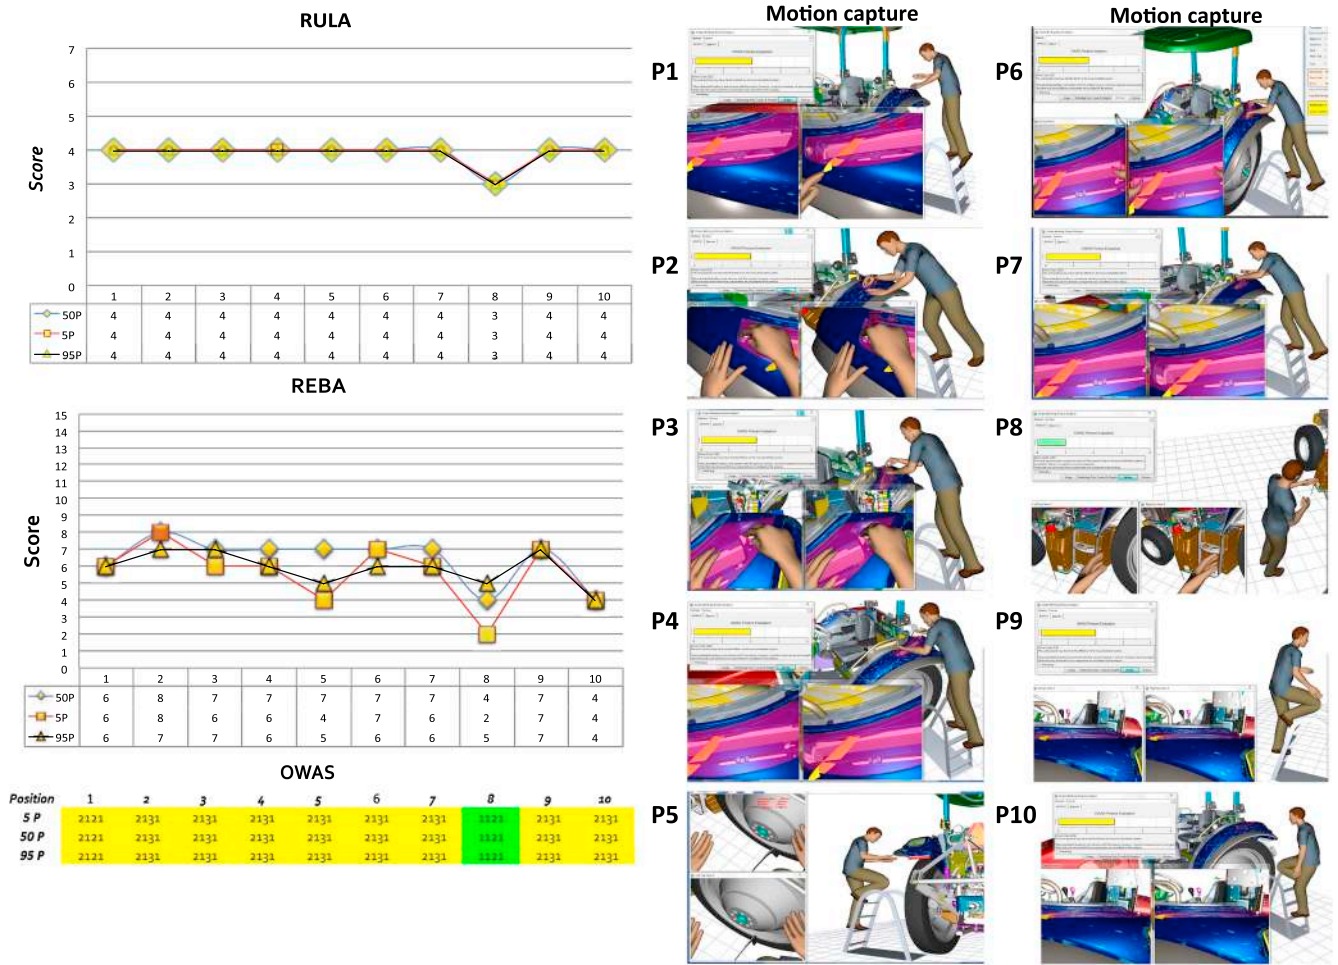 RULA
7
6
5
4
3
2
1
0
Score
1 2 3 4 5 6 7 8 9 10
50P 4 4 4 4 4 4 4 3 4 4
5P 4 4 4 4 4 4 4 3 4 4
95P 4 4 4 4 4 4 4 3 4 4
REBA
15
14
13
12
11
10
9
8
7
6
5
4
3
2
1
0
Score
1 2 3 4 5 6 7 8 9 10
50P 6 8 7 7 7 7 7 4 7 4
5P 6 8 6 6 4 7 6 2 7 4
95P 6 7 7 6 5 6 6 5 7 4
OWAS
Position 1 2 3 4 5 6 7 8 9 10
5 P 2121 2131 2131 2131 2131 2131 2131 1121 2131 2131
50 P 2121 2131 2131 2131 2131 2131 2131 1121 2131 2131
95 P 2121 2131 2131 2131 2131 2131 2131 1121 2131 2131
Motion capture
P1
P2
P3
P4
P5
Motion capture
P6
P7
P8
P9
P10